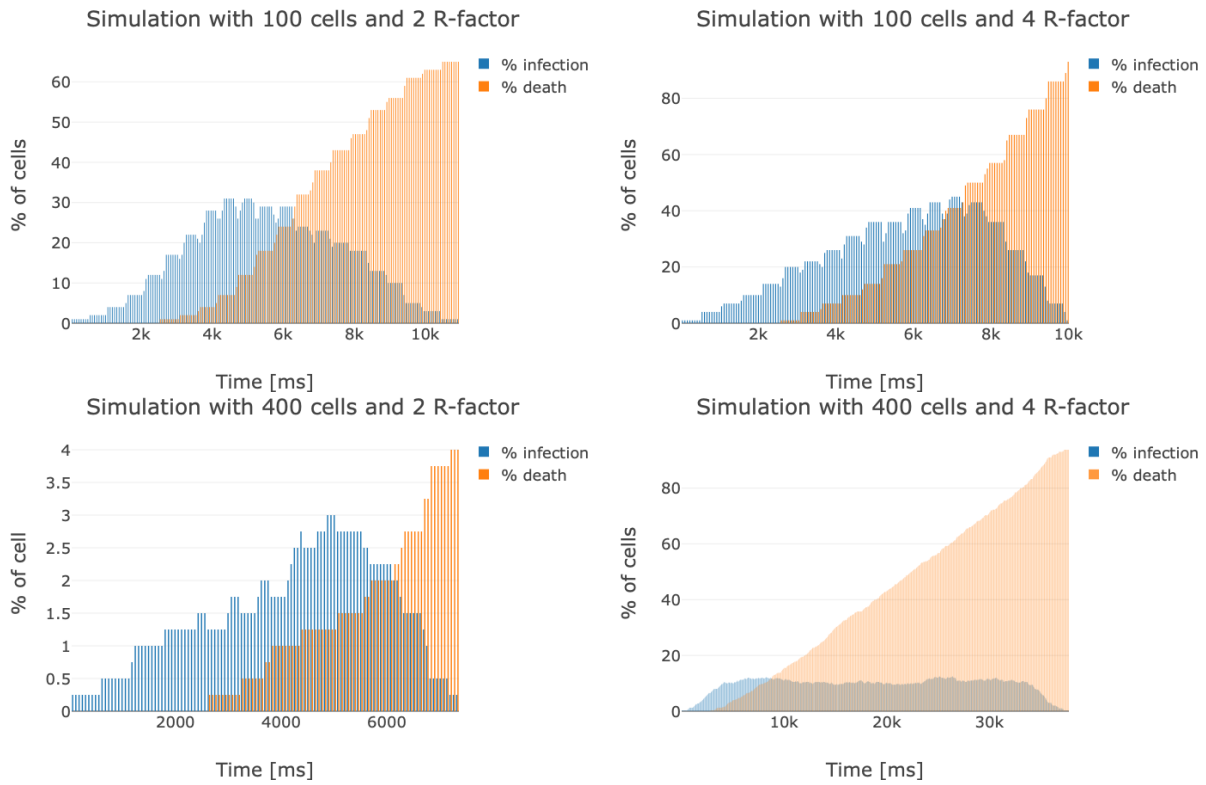 Simulation with 100 cells and 2 R-factor
% infection
% death
% of cells
60
50
40
30
20
10
0
2k 4k 6k 8k 10k
Time [ms]
Simulation with 100 cells and 4 R-factor
% infection
% death
% of cells
80
60
40
20
0
2k 4k 6k 8k 10k
Time [ms]
Simulation with 400 cells and 2 R-factor
% infection
% death
% of cell
4
3.5
3
2.5
2
1.5
1
0.5
0
2000 4000 6000
Time [ms]
Simulation with 400 cells and 4 R-factor
% infection
% death
% of cells
80
60
40
20
0
10k 20k 30k
Time [ms]